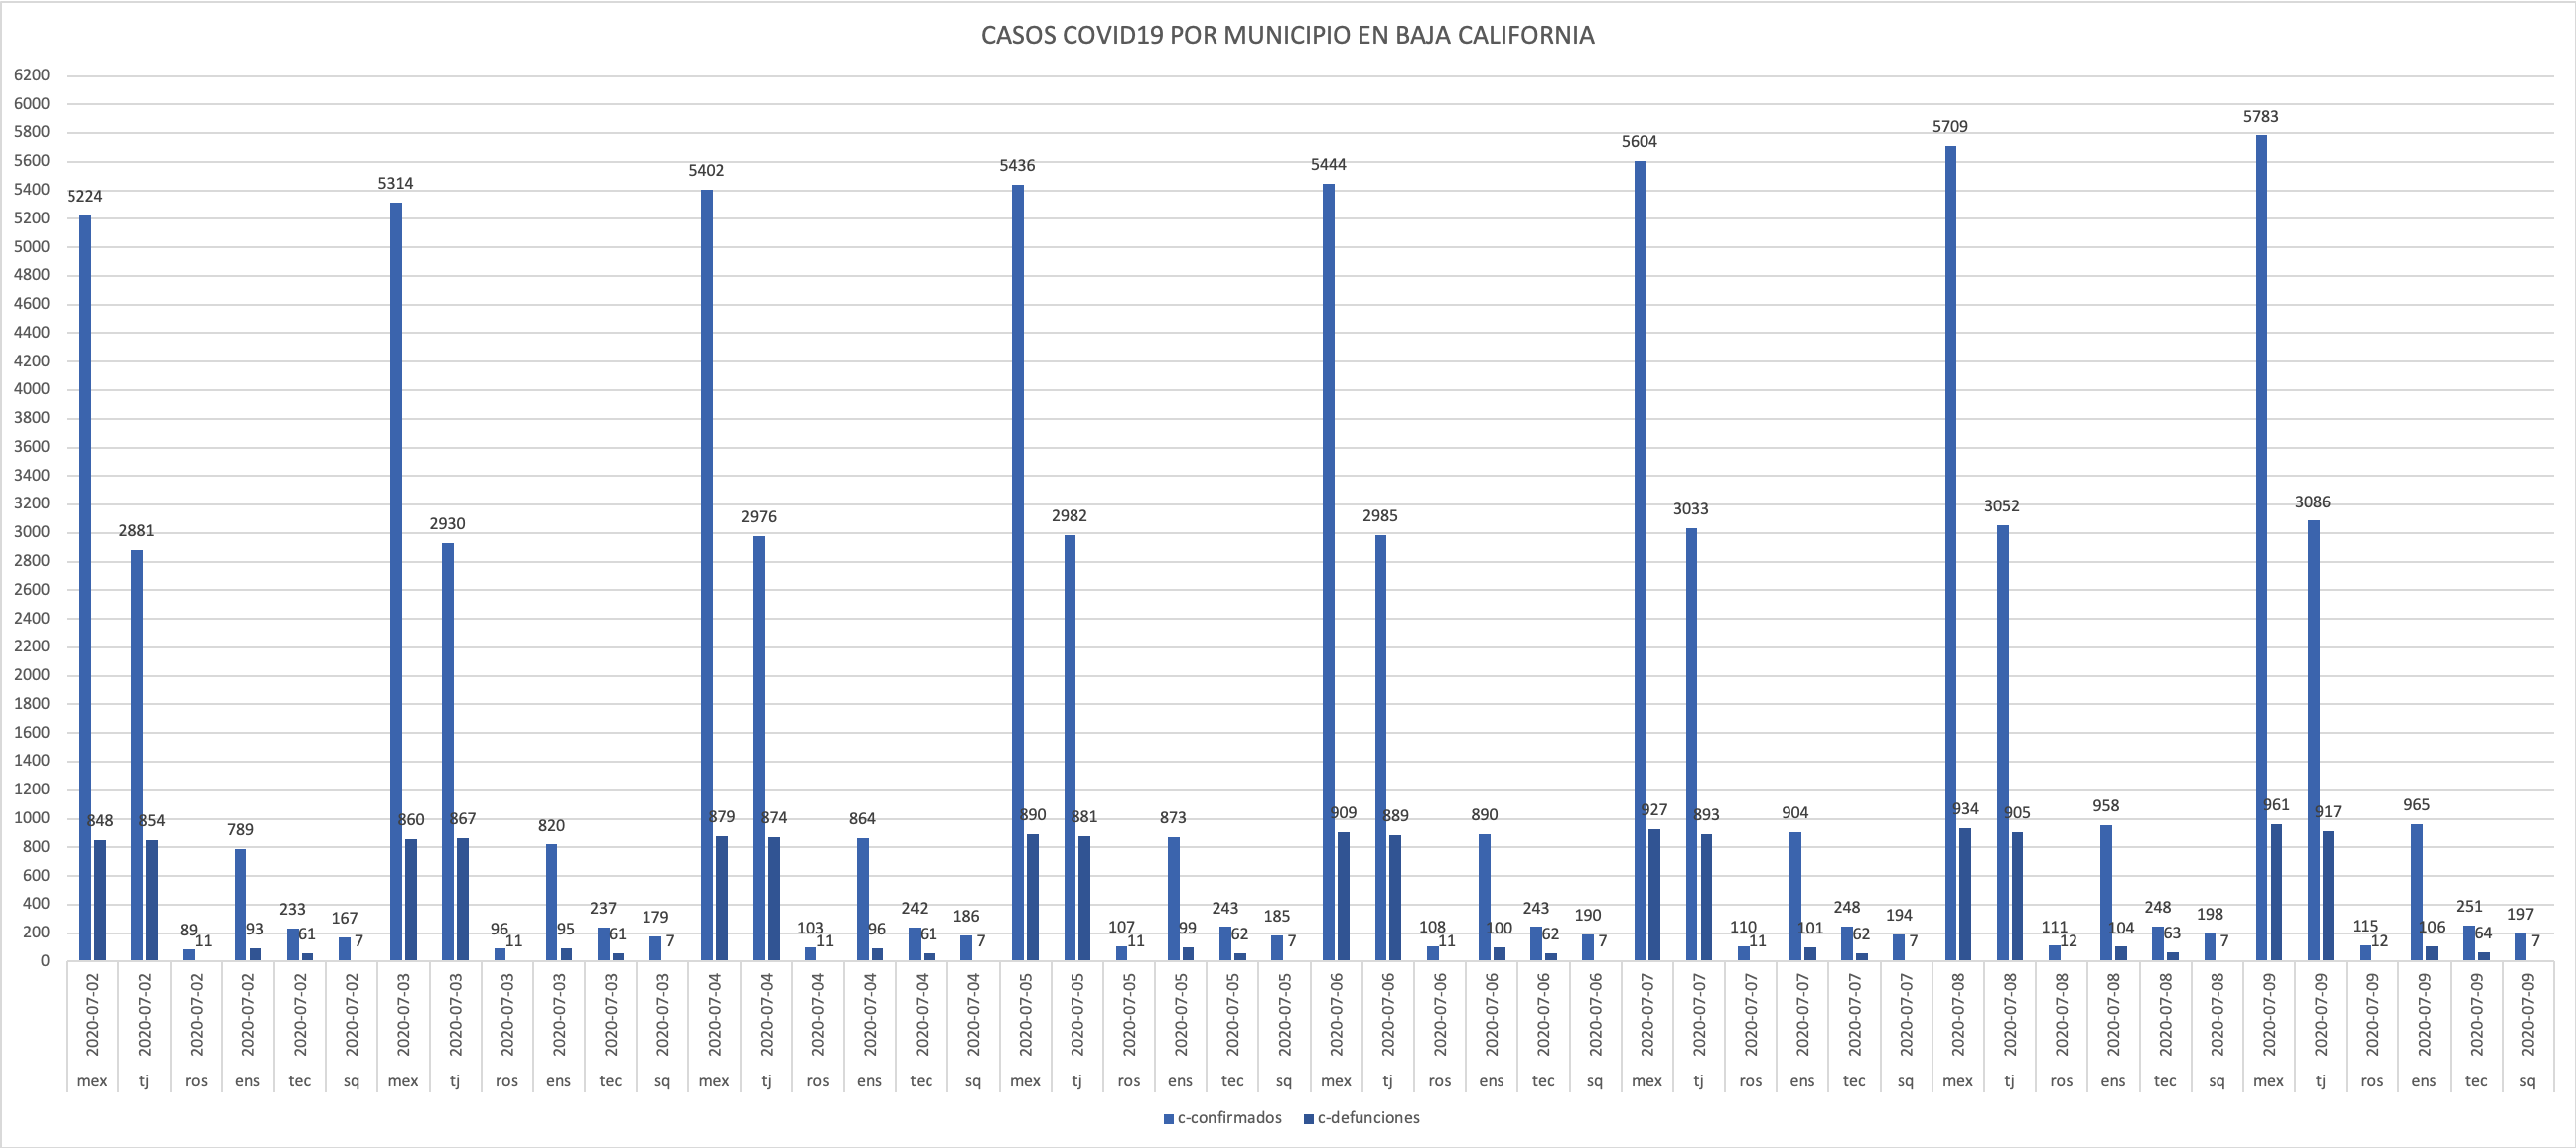 CASOS COVID19 POR MUNICIPIO EN BAJA CALIFORNIA
6200
6000
5800
5600
5400
5200
5000
4800
4600
4400
4200
4000
3800
3600
3400
3200
3000
2800
2600
2400
2200
2000
1800
1600
1400
1200
1000
800
600
400
200
0
5224 848 2881 854 89 11 789 93 233 61 167 7
5314 860 2930 867 96 11 820 95 237 61 179 7
5402 879 2976 874 103 11 864 96 242 61 186 7
5436 890 2982 881 107 11 873 99 243 62 185 7
5444 909 2985 889 108 11 890 100 243 62 190 7
5604 927 3033 893 110 11 904 101 248 62 194 7
5709 934 3052 905 111 12 958 104 248 63 198 7
5783 961 3086 917 115 12 965 106 251 64 197 7
2020-07-02 2020-07-02 2020-07-02 2020-07-02 2020-07-02 2020-07-02 2020-07-03 2020-07-03 2020-07-03 2020-07-03 2020-07-03 2020-07-03 2020-07-04 2020-07-04 2020-07-04 2020-07-04 2020-07-04 2020-07-04 2020-07-05 2020-07-05 2020-07-05 2020-07-05 2020-07-05 2020-07-05 2020-07-06 2020-07-06 2020-07-06 2020-07-06 2020-07-06 2020-07-06 2020-07-07 2020-07-07 2020-07-07 2020-07-07 2020-07-07 2020-07-07 2020-07-08 2020-07-08 2020-07-08 2020-07-08 2020-07-08 2020-07-08 2020-07-09 2020-07-09 2020-07-09 2020-07-09 2020-07-09 2020-07-09
mex tj ros ens tec sq mex tj ros ens tec sq mex tj ros ens tec sq mex tj ros ens tec sq mex tj ros ens tec sq mex tj ros ens tec sq mex tj ros ens tec sq mex tj ros ens tec sq
c-confirmados c-defunciones